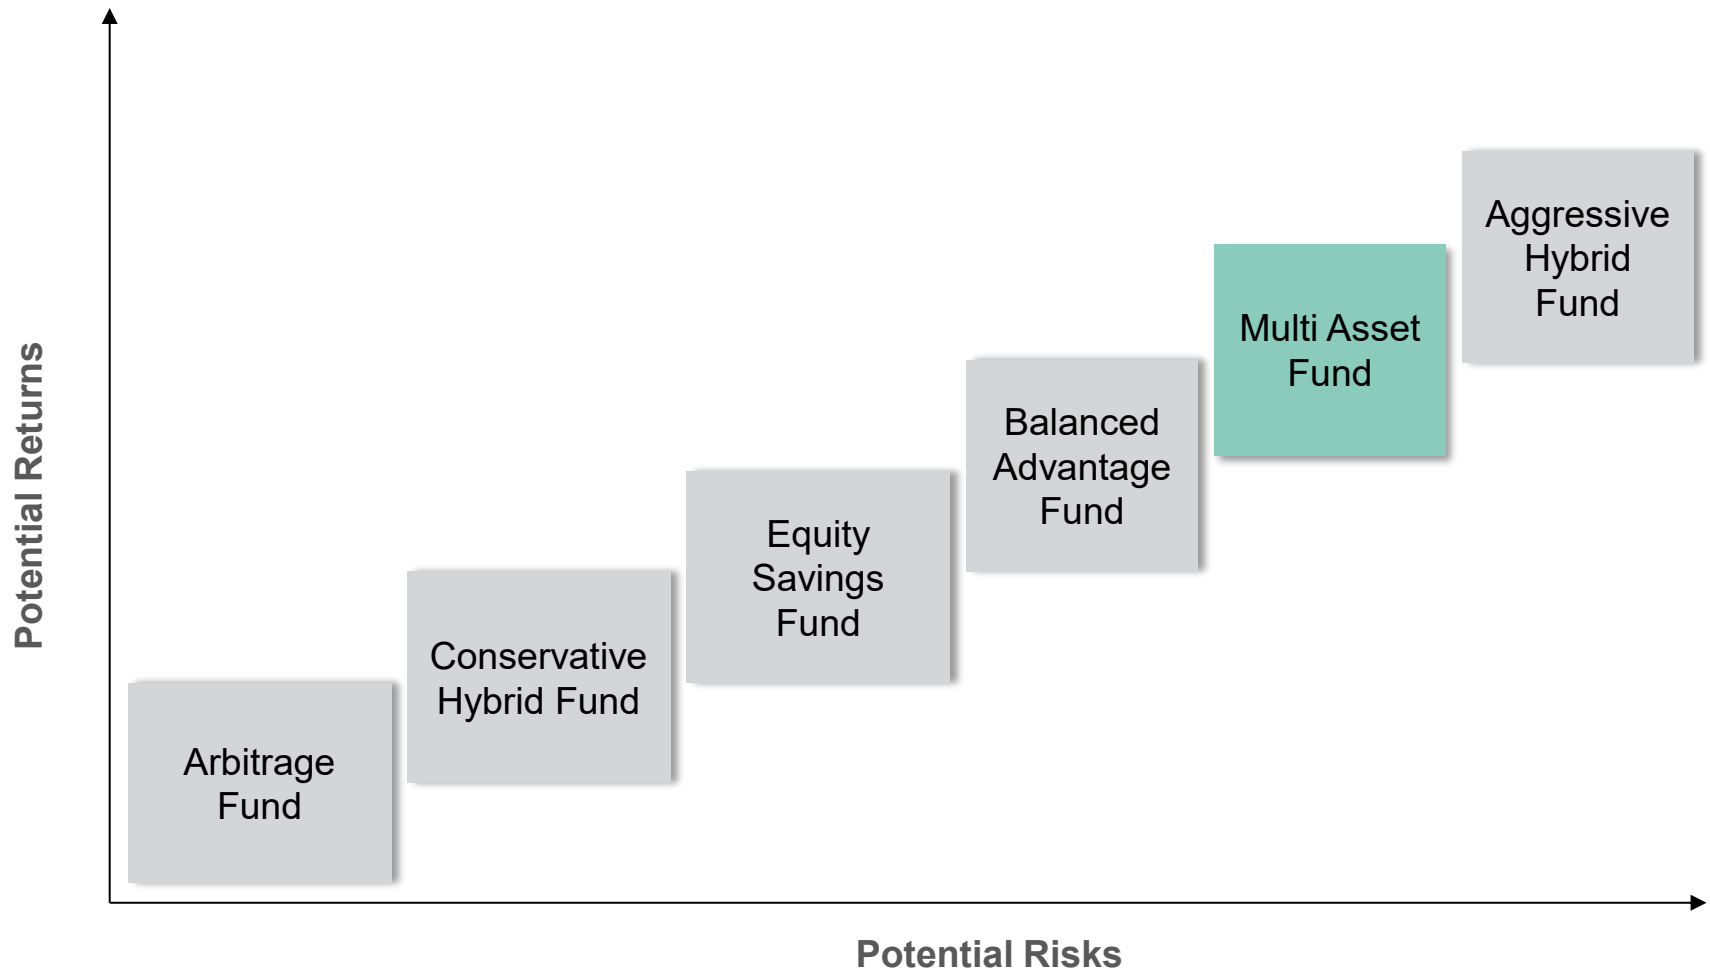 Potential Returns
Aggressive
Hybrid
Fund
Multi Asset
Fund
Balanced
Advantage
Fund
Equity
Savings
Fund
Conservative
Hybrid Fund
Arbitrage
Fund
Potential Risks